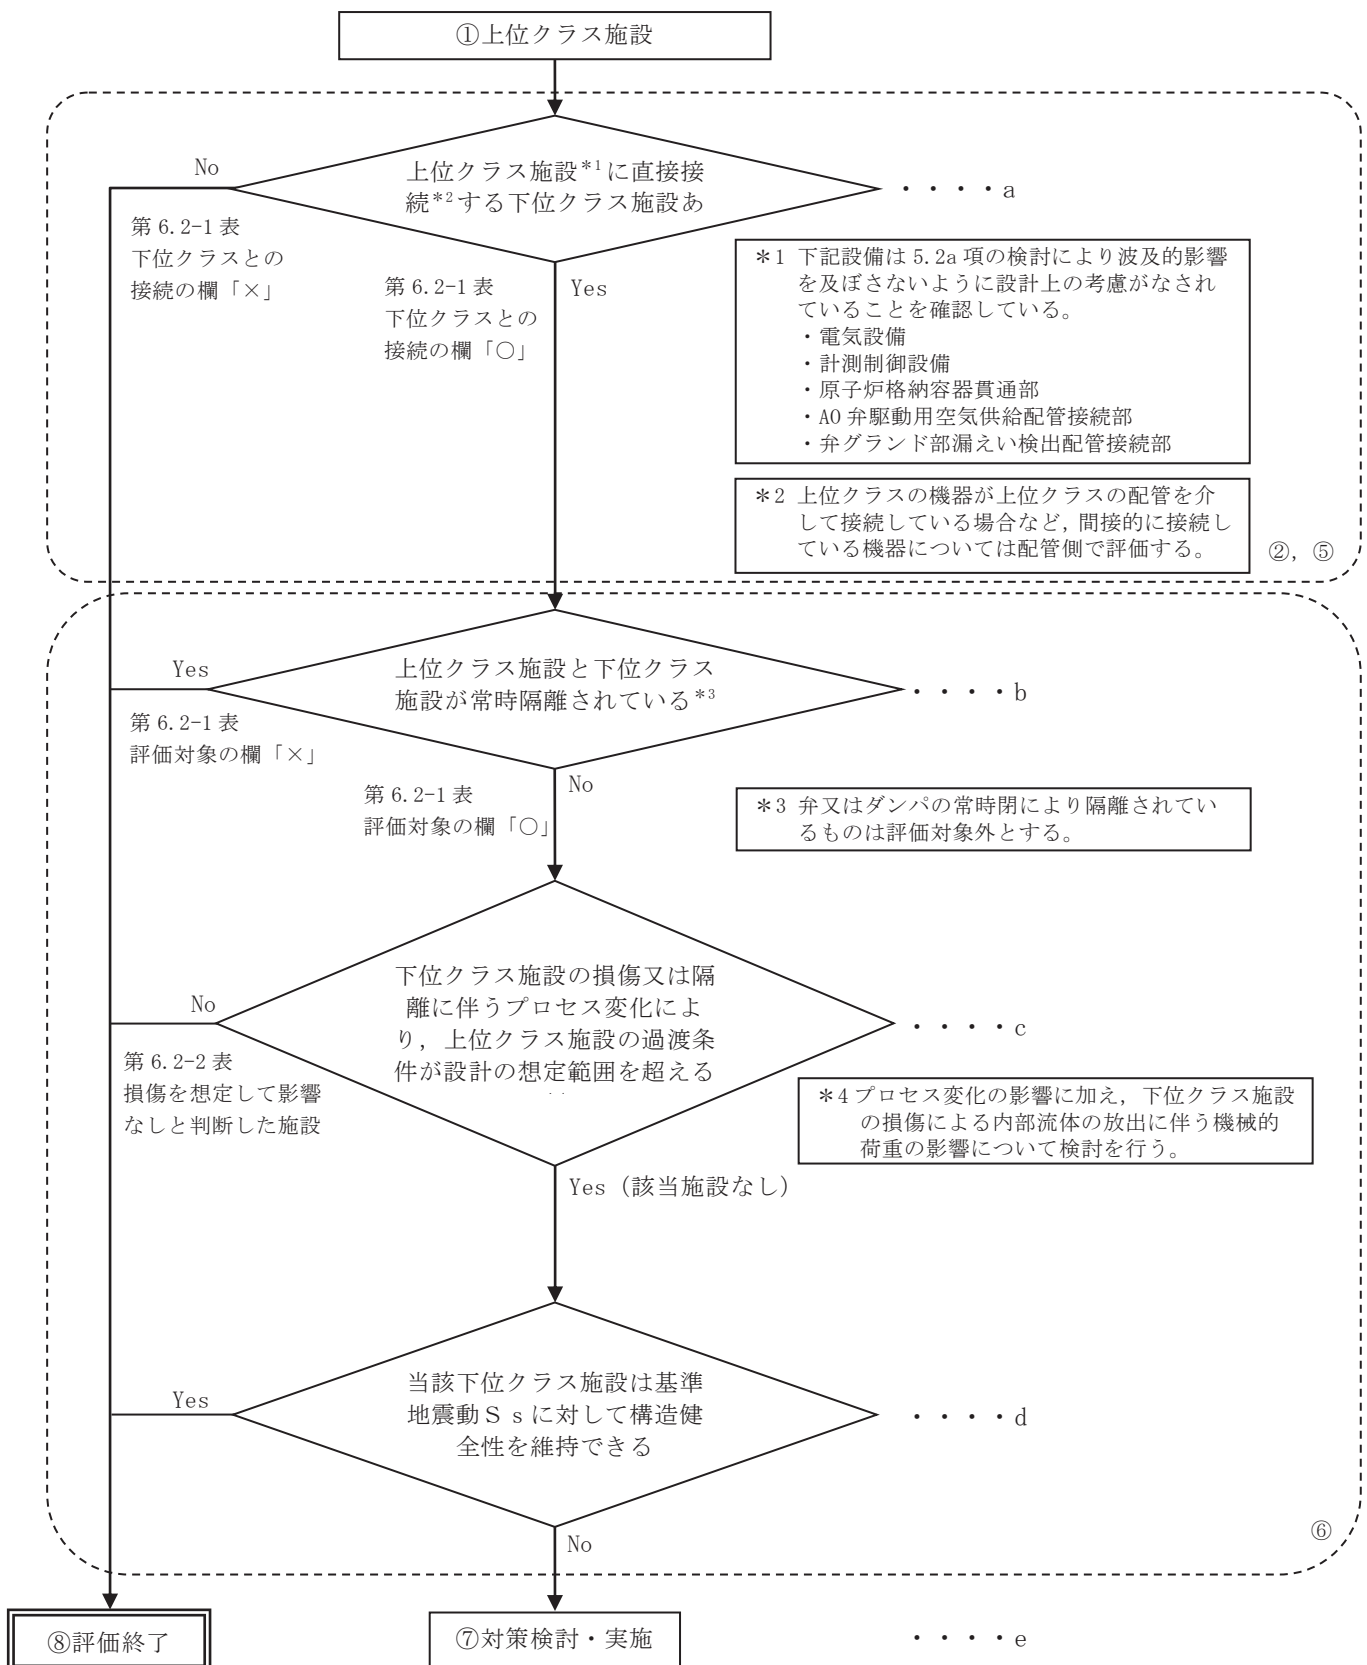 ①上位クラス施設
No
上位クラス施設*1に直接接
続*2する下位クラス施設あ
・・・・a
第 6.2-1 表
下位クラスとの
接続の欄「×」
第 6.2-1 表
下位クラスとの
接続の欄「○」
Yes
*1 下記設備は 5.2a 項の検討により波及的影響
を及ぼさないように設計上の考慮がなされ
ていることを確認している。
・電気設備
・計測制御設備
・原子炉格納容器貫通部
・AO 弁駆動用空気供給配管接続部
・弁グランド部漏えい検出配管接続部
*2 上位クラスの機器が上位クラスの配管を介
して接続している場合など,間接的に接続し
ている機器については配管側で評価する。
②, ⑤
Yes
上位クラス施設と下位クラス
施設が常時隔離されている*3
・・・・b
第 6.2-1 表
評価対象の欄「×」
第 6.2-1 表
評価対象の欄「○」
No
*3 弁又はダンパの常時閉により隔離されてい
るものは評価対象外とする。
No
下位クラス施設の損傷又は隔
離に伴うプロセス変化によ
り, 上位クラス施設の過渡条
件が設計の想定範囲を超える
・・・・c
第 6.2-2 表
損傷を想定して影響
なしと判断した施設
*4 プロセス変化の影響に加え, 下位クラス施設
の損傷による内部流体の放出に伴う機械的
荷重の影響について検討を行う。
Yes (該当施設なし)
Yes
当該下位クラス施設は基準
地震動Ssに対して構造健
全性を維持できる
・・・・d
No
⑥
⑧評価終了
⑦対策検討・実施
・・・・e